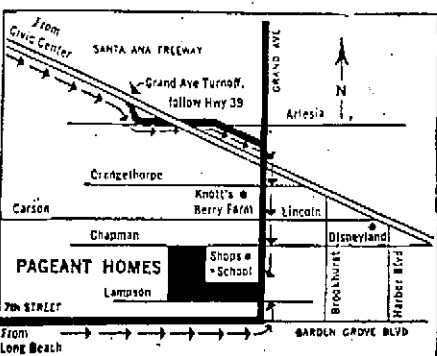 From
Civic Center
SANTA ANA FREEWAY
GRAND AVE
Grand Ave Turnoff,
follow Hwy 39
N
Artesia
Orangethorpe
Knott's
Berry Farm
Carson
Lincoln
Disneyland
Chapman
PAGEANT HOMES
Shops
School
Brookhurst
Harbor Blvd
Lampson
7TH STREET
GARDEN GROVE BLVD
From
Long Beach